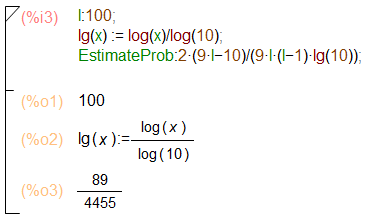 (%i3) l:100;
lg(x) := log(x)/log(10);
EstimateProb:2·(9·l−10)/(9·l·(l−1)·lg(10));
(%o1) 100
(%o2) lg(x):=log(x)/log(10)
(%o3) 89/4455